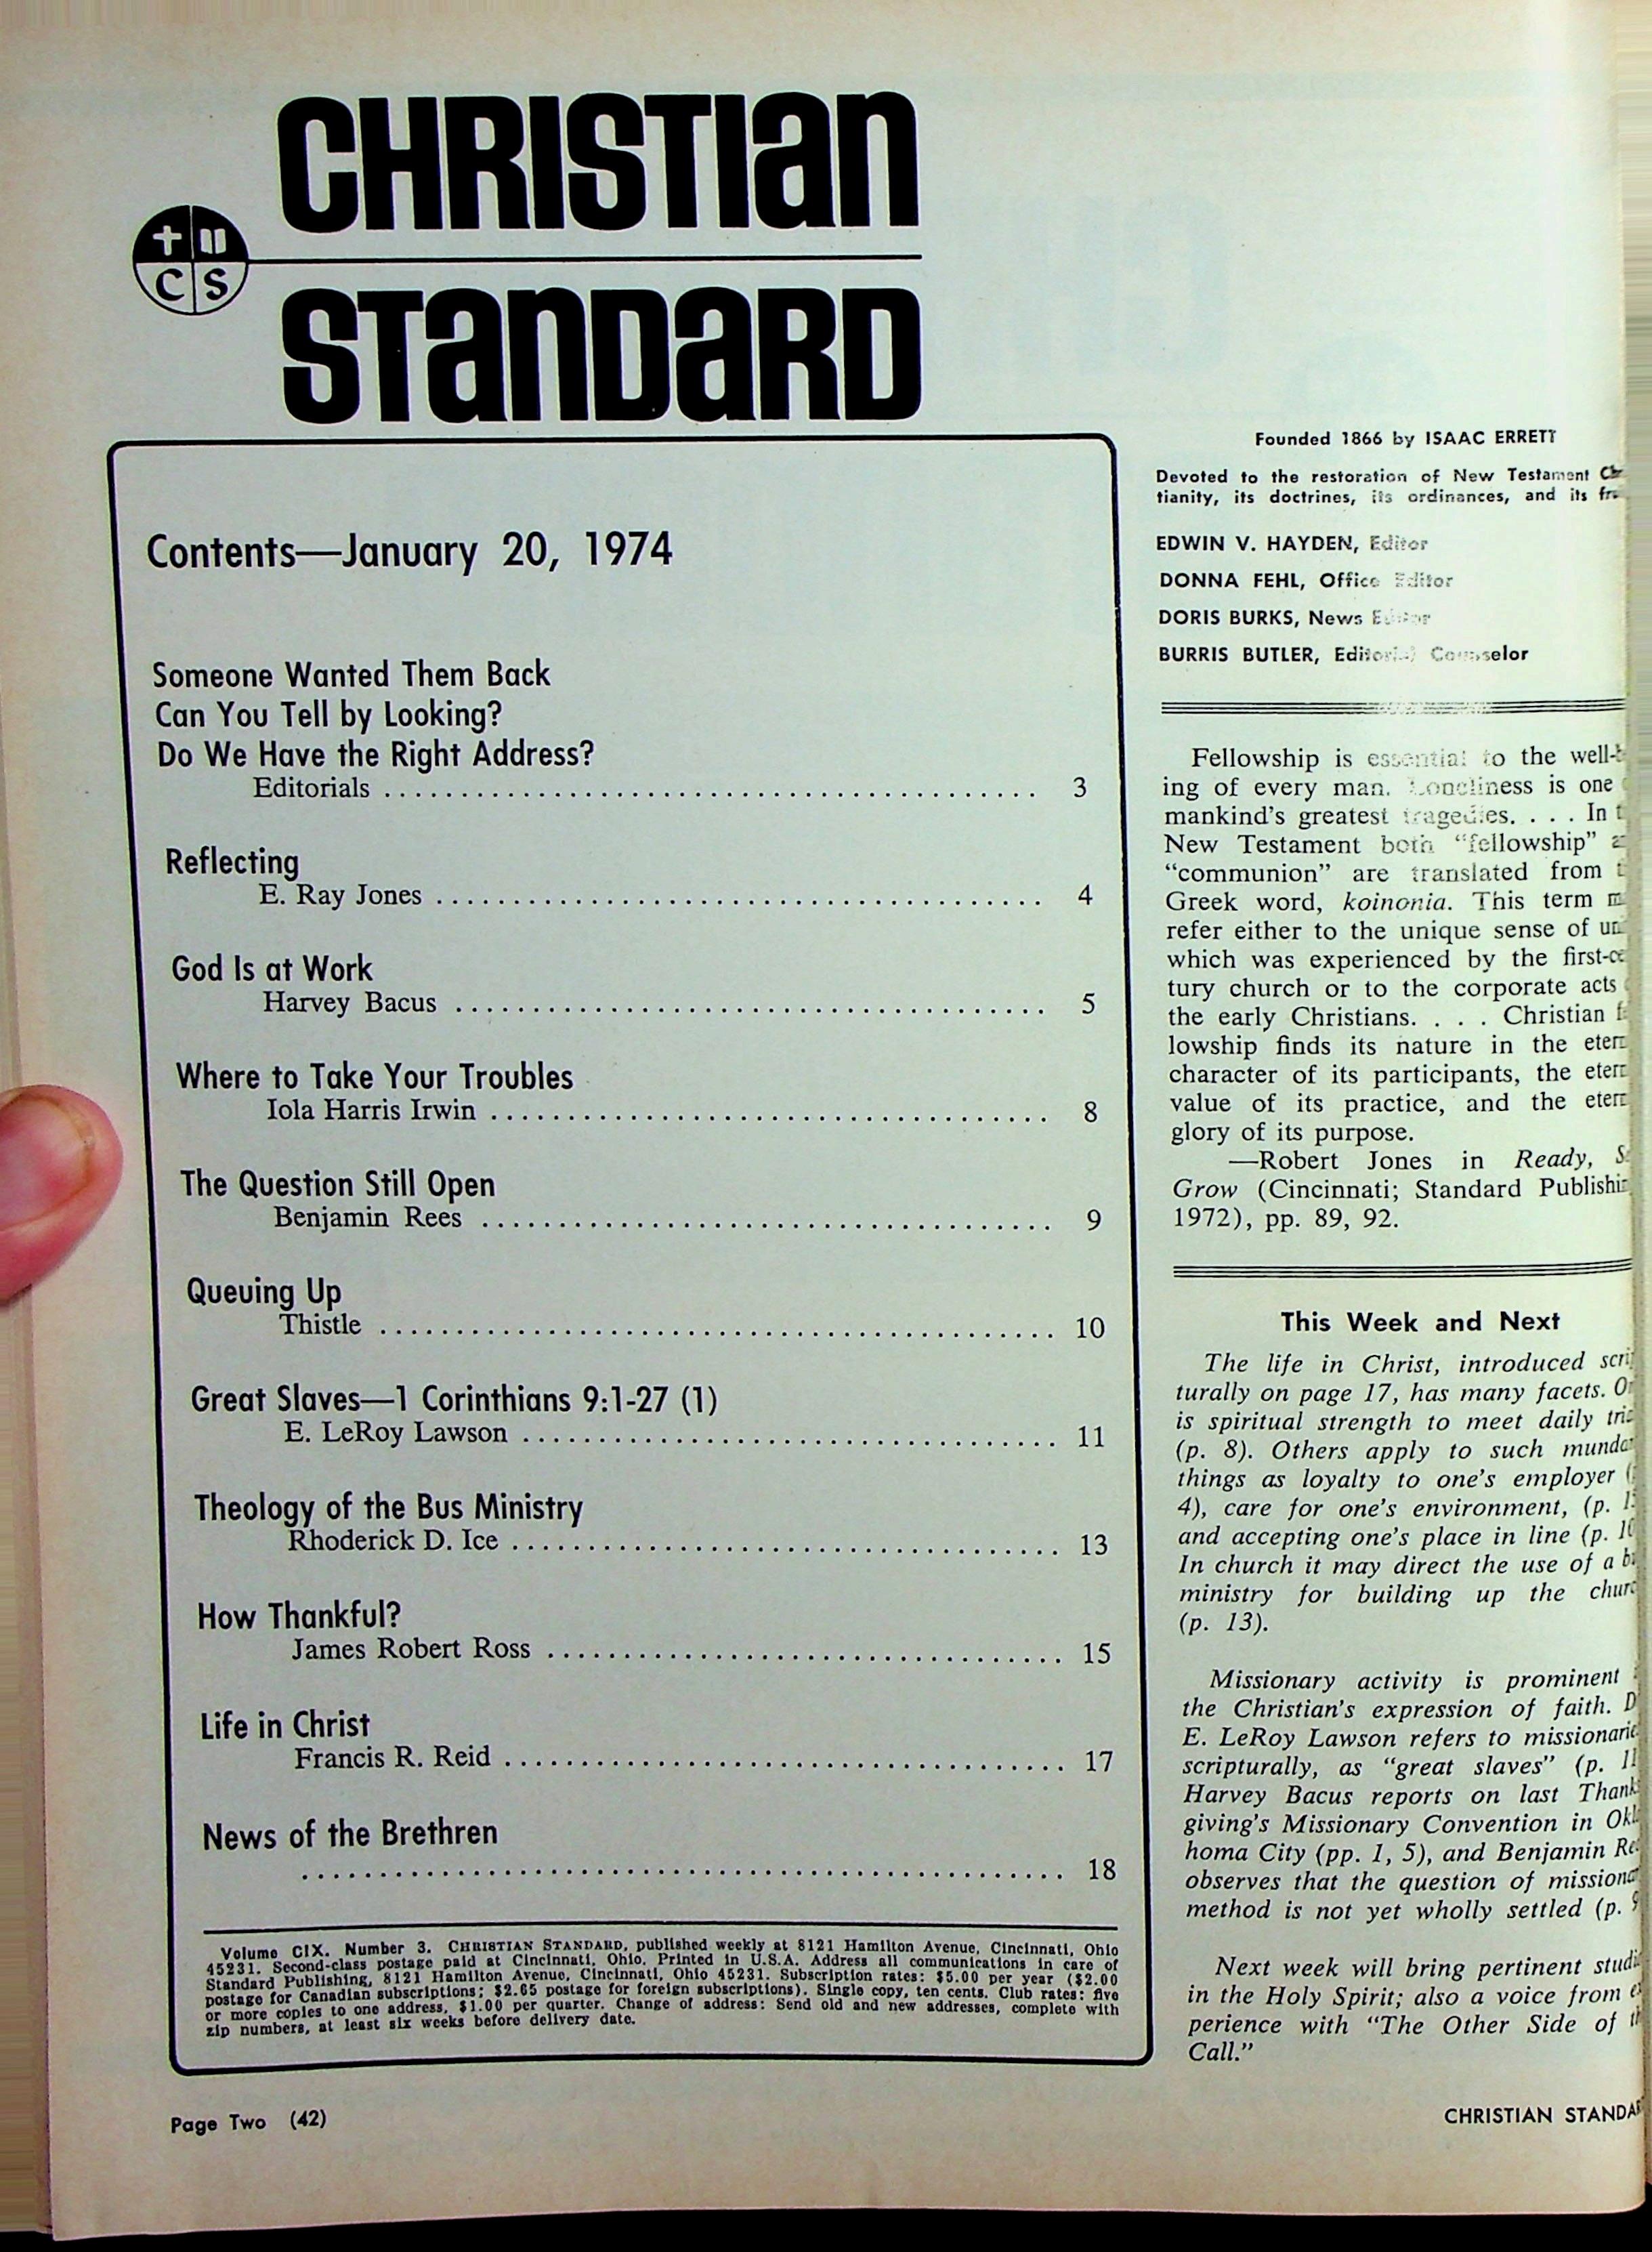 CHRISTIAN
C S
STANDARD
Contents—January 20, 1974
Someone Wanted Them Back
Can You Tell by Looking?
Do We Have the Right Address?
Editorials ........................................... 3
Reflecting
E. Ray Jones ........................................ 4
God Is at Work
Harvey Bacus ....................................... 5
Where to Take Your Troubles
Iola Harris Irwin ..................................... 8
The Question Still Open
Benjamin Rees ...................................... 9
Queuing Up
Thistle ............................................. 10
Great Slaves—1 Corinthians 9:1-27 (1)
E. LeRoy Lawson ................................... 11
Theology of the Bus Ministry
Rhoderick D. Ice .................................... 13
How Thankful?
James Robert Ross .................................. 15
Life in Christ
Francis R. Reid ..................................... 17
News of the Brethren
.................................................. 18
Volume CIX. Number 3. CHRISTIAN STANDARD, published weekly at 8121 Hamilton Avenue, Cincinnati, Ohio
45231. Second-class postage paid at Cincinnati, Ohio. Printed in U.S.A. Address all communications in care of
Standard Publishing, 8121 Hamilton Avenue, Cincinnati, Ohio 45231. Subscription rates: $5.00 per year ($2.00
postage for Canadian subscriptions; $2.65 postage for foreign subscriptions). Single copy, ten cents. Club rates: five
or more copies to one address, $1.00 per quarter. Change of address: Send old and new addresses, complete with
zip numbers, at least six weeks before delivery date.
Page Two (42)
Founded 1866 by ISAAC ERRETT
Devoted to the restoration of New Testament
tianity, its doctrines, its ordinances, and its
EDWIN V. HAYDEN, Editor
DONNA FEHL, Office Editor
DORIS BURKS, News Editor
BURRIS BUTLER, Editorial Counselor
Fellowship is essential to the well-
ing of every man. Loneliness is one
mankind's greatest tragedies. . . . In
New Testament both "fellowship"
"communion" are translated from
Greek word, koinonia. This term
refer either to the unique sense of
which was experienced by the first-
tury church or to the corporate acts
the early Christians. . . . Christian
lowship finds its nature in the
character of its participants, the
value of its practice, and the
glory of its purpose.
—Robert Jones in Ready,
Grow (Cincinnati; Standard
1972), pp. 89, 92.
This Week and Next
The life in Christ, introduced
turally on page 17, has many facets.
is spiritual strength to meet daily
(p. 8). Others apply to such
things as loyalty to one's employer
4), care for one's environment, (p.
and accepting one's place in line (p.
In church it may direct the use of a
ministry for building up the
(p. 13).
Missionary activity is prominent
the Christian's expression of faith.
E. LeRoy Lawson refers to
scripturally, as "great slaves" (p.
Harvey Bacus reports on last
giving's Missionary Convention in
homa City (pp. 1, 5), and Benjamin
observes that the question of
method is not yet wholly settled (p.
Next week will bring pertinent
in the Holy Spirit; also a voice from
perience with "The Other Side of
Call."
CHRISTIAN